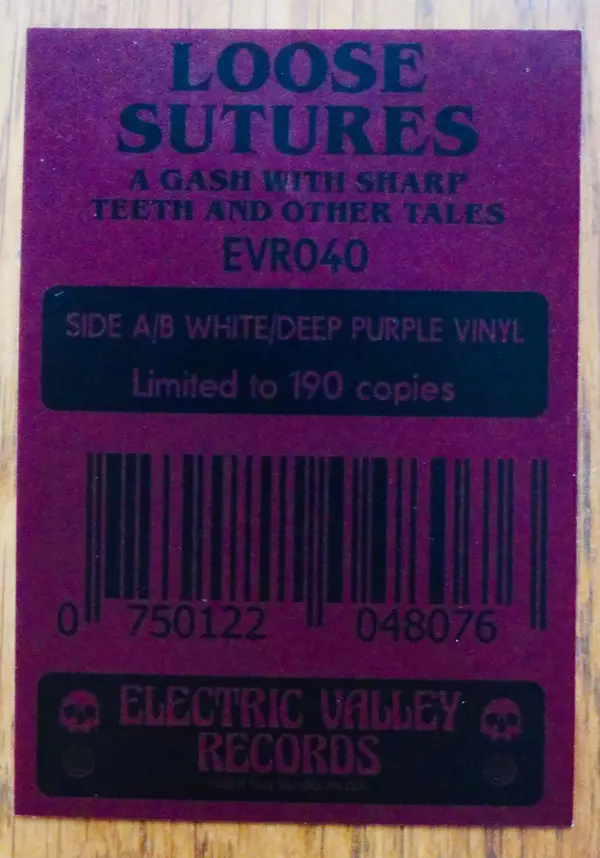 LOOSE
SUTURES
A GASH WITH SHARP
TEETH AND OTHER TALES
EVR040
SIDE A/B WHITE/DEEP PURPLE VINYL
Limited to 190 copies
0 750122 048076
ELECTRIC VALLEY
RECORDS